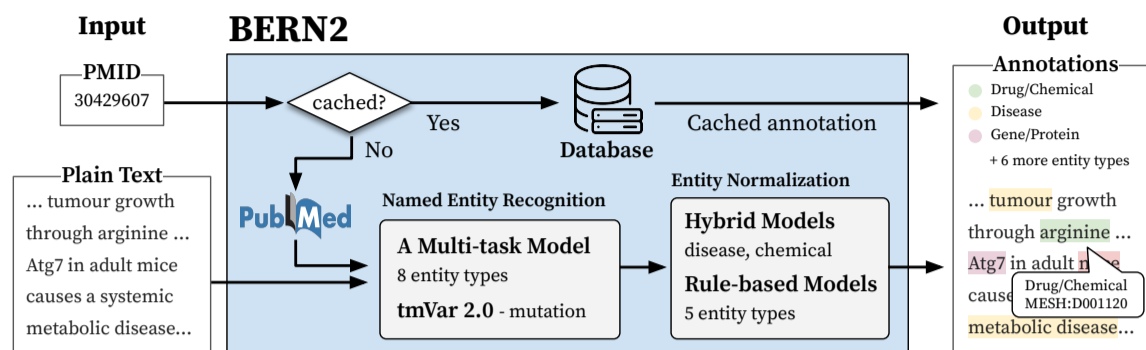 Input
BERN2
Output
PMID
30429607
cached?
Yes
No
Database
Cached annotation
Annotations
Drug/Chemical
Disease
Gene/Protein
+ 6 more entity types
Plain Text
... tumour growth
through arginine ...
Atg7 in adult mice
causes a systemic
metabolic disease...
PubMed
Named Entity Recognition
A Multi-task Model
8 entity types
tmVar 2.0 - mutation
Entity Normalization
Hybrid Models
disease, chemical
Rule-based Models
5 entity types
... tumour growth
through arginine ...
Atg7 in adult
cause
metabolic disease...
Drug/Chemical
MESH:D001120